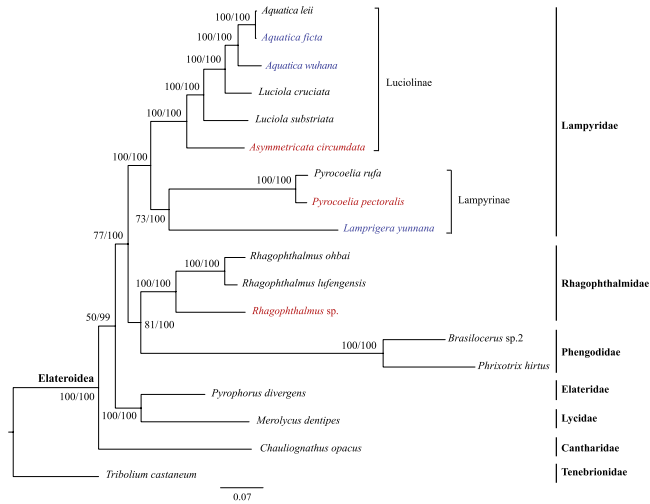 100/100
Aquatica leii
Aquatica ficta
100/100
Aquatica wuhana
100/100
Luciola cruciata
Luciolinae
100/100
Luciola substriata
100/100
Asymmetricata circumdata
Lampyridae
100/100
Pyrocoelia rufa
100/100
Pyrocoelia pectoralis
Lampyrinae
73/100
Lamprigera yunnana
77/100
Rhagophthalmus ohbai
100/100
100/100
Rhagophthalmus lufengensis
Rhagophthalmidae
Rhagophthalmus sp.
50/99
81/100
Brasilocerus sp.2
100/100
Phengodidae
Phrixotrix hirtus
Elateroidea
100/100
Pyrophorus divergens
Elateridae
100/100
Merolycus dentipes
Lycidae
Chauliognathus opacus
Cantharidae
Tribolium castaneum
Tenebrionidae
0.07